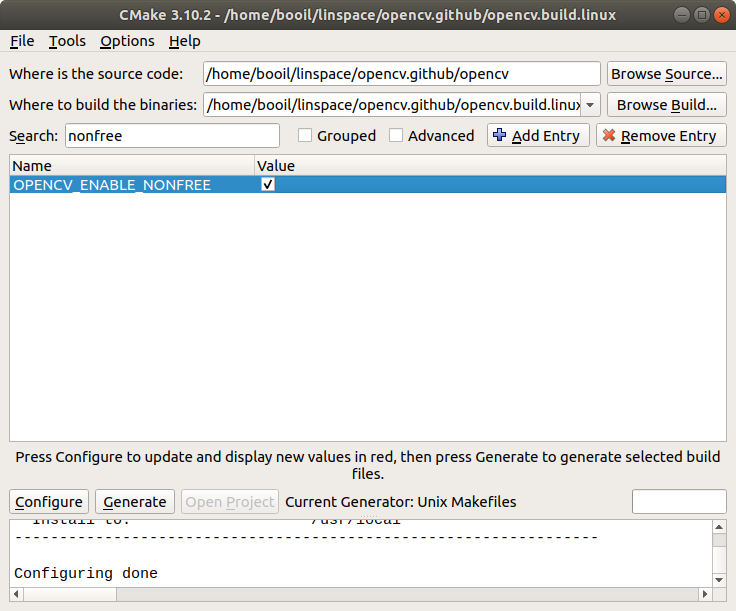 CMake 3.10.2 - /home/booil/linspace/opencv.github/opencv.build.linux
File Tools Options Help
Where is the source code: /home/booil/linspace/opencv.github/opencv Browse Source...
Where to build the binaries: /home/booil/linspace/opencv.github/opencv.build.linux Browse Build...
Search: nonfree Grouped Advanced Add Entry Remove Entry
Name Value
OPENCV_ENABLE_NONFREE
Press Configure to update and display new values in red, then press Generate to generate selected build
files.
Configure Generate Open Project Current Generator: Unix Makefiles
Install to: /usr/local
-----------------------------------------------------------------
Configuring done